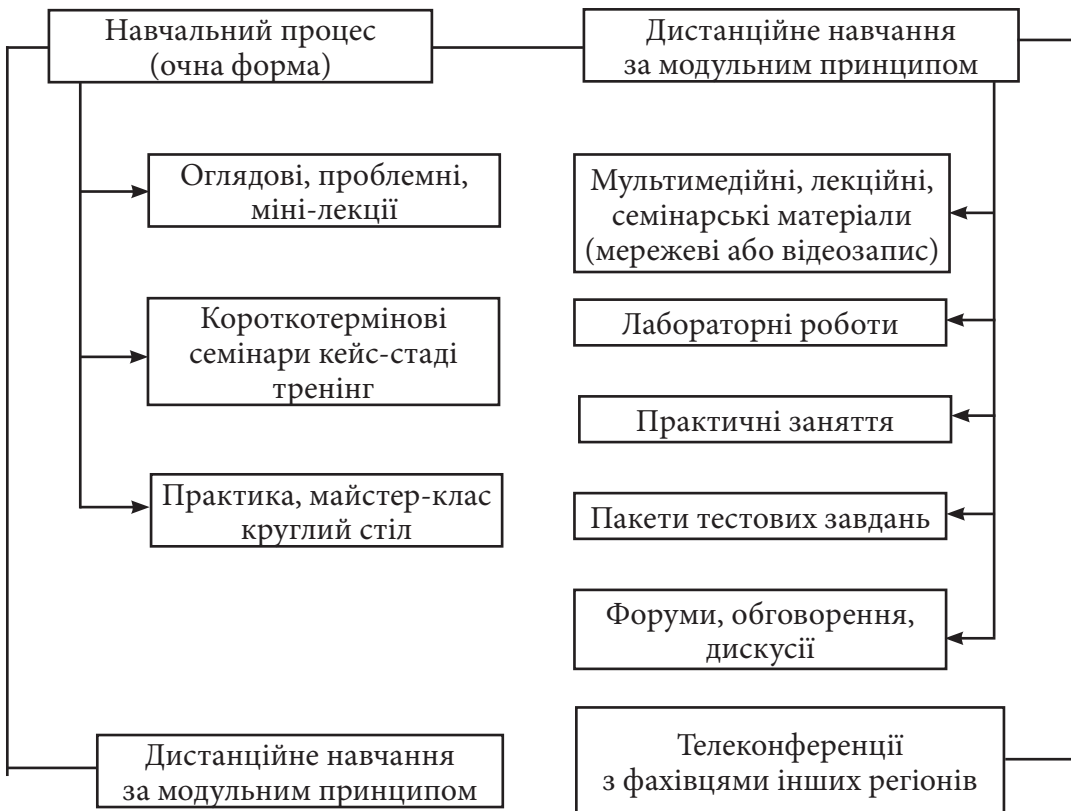 Навчальний процес
(очна форма)
Дистанційне навчання
за модульним принципом
Оглядові, проблемні,
міні-лекції
Мультимедійні, лекційні,
семінарські матеріали
(мережеві або відеозапис)
Короткотермінові
семінари кейс-стаді
тренінг
Лабораторні роботи
Практичні заняття
Практика, майстер-клас
круглий стіл
Пакети тестових завдань
Форуми, обговорення,
дискусії
Дистанційне навчання
за модульним принципом
Телеконференції
з фахівцями інших регіонів